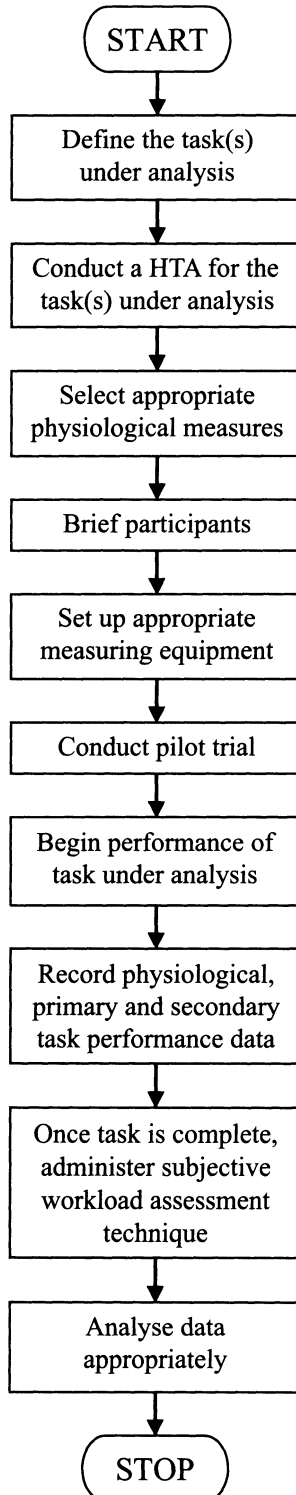 START
Define the task(s)
under analysis
Conduct a HTA for the
task(s) under analysis
Select appropriate
physiological measures
Brief participants
Set up appropriate
measuring equipment
Conduct pilot trial
Begin performance of
task under analysis
Record physiological,
primary and secondary
task performance data
Once task is complete,
administer subjective
workload assessment
technique
Analyse data
appropriately
STOP